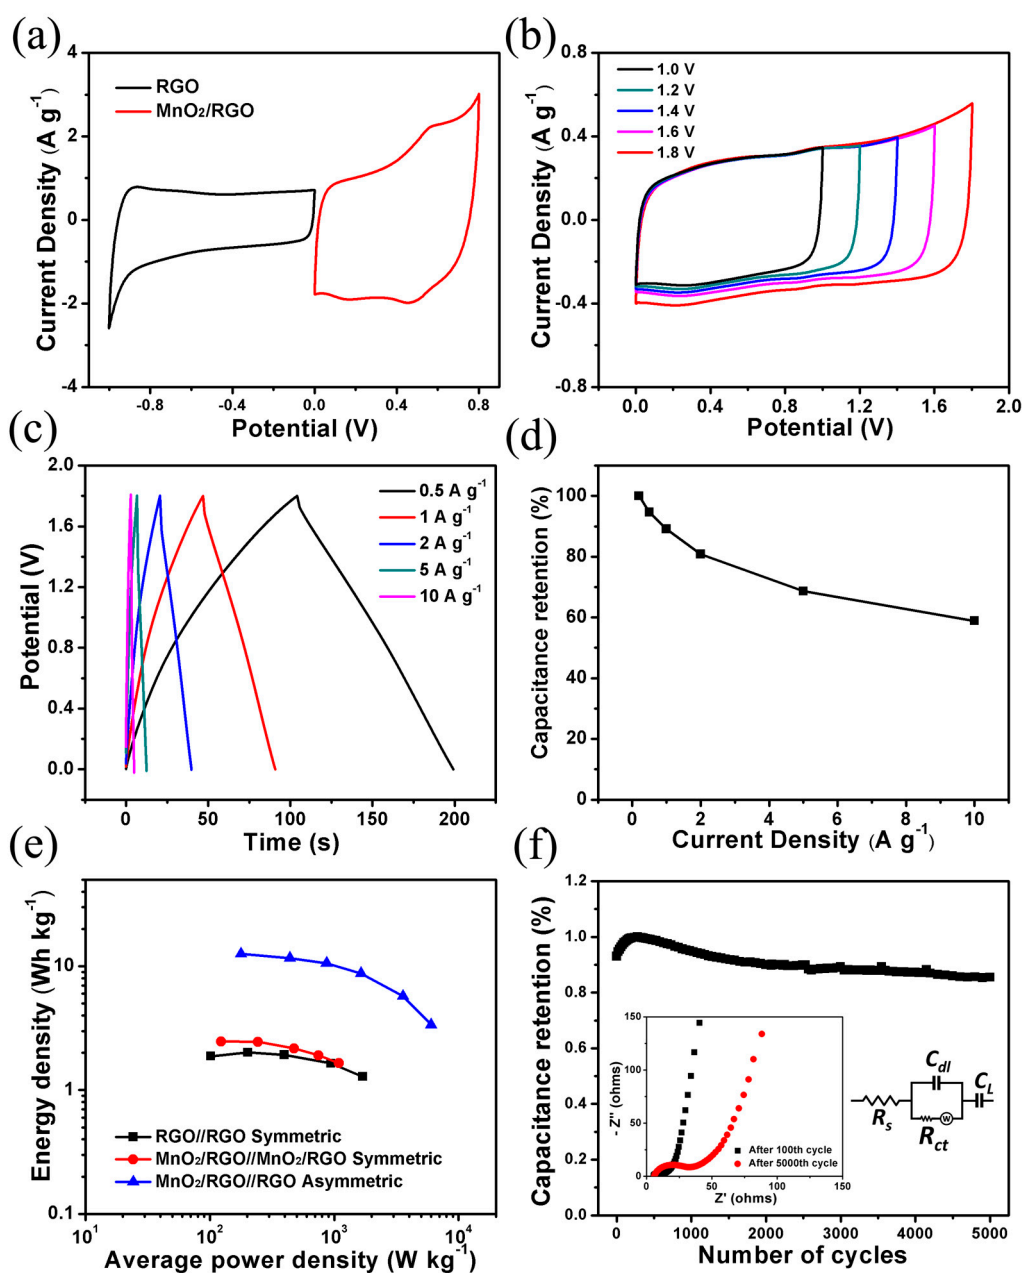 (a)
4
2
0
-2
-4
Current Density (A g⁻¹)
RGO
MnO₂/RGO
-0.8 -0.4 0.0 0.4 0.8
Potential (V)
(b)
0.8
0.4
0.0
-0.4
-0.8
Current Density (A g⁻¹)
1.0 V
1.2 V
1.4 V
1.6 V
1.8 V
0.0 0.4 0.8 1.2 1.6 2.0
Potential (V)
(c)
2.0
1.6
1.2
0.8
0.4
0.0
Potential (V)
0.5 A g⁻¹
1 A g⁻¹
2 A g⁻¹
5 A g⁻¹
10 A g⁻¹
0 50 100 150 200
Time (s)
(d)
100
80
60
40
20
0
Capacitance retention (%)
0 2 4 6 8 10
Current Density (A g⁻¹)
(e)
10
1
0.1
Energy density (Wh kg⁻¹)
RGO//RGO Symmetric
MnO₂/RGO//MnO₂/RGO Symmetric
MnO₂/RGO//RGO Asymmetric
10¹ 10² 10³ 10⁴
Average power density (W kg⁻¹)
(f)
1.2
1.0
0.8
0.6
0.4
0.2
0.0
Capacitance retention (%)
150
100
50
0
- Z'' (ohms)
After 100th cycle
After 5000th cycle
0 50 100 150
Z' (ohms)
Rs
Cdl
Rct
W
CL
0 1000 2000 3000 4000 5000
Number of cycles